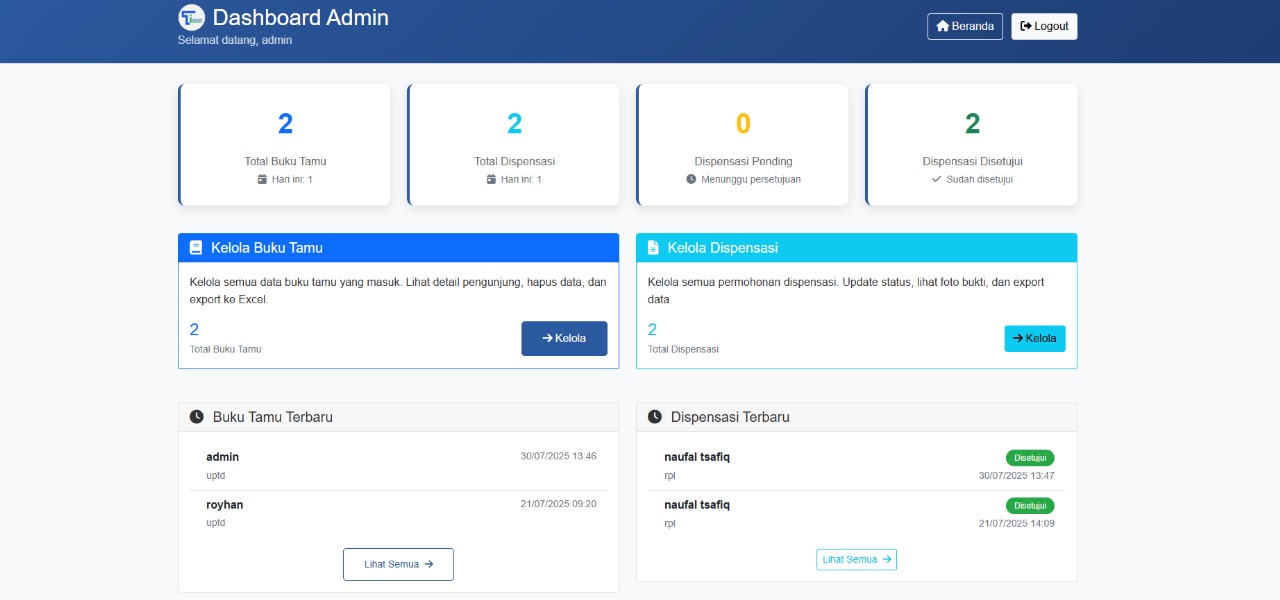 Dashboard Admin
Selamat datang, admin
Beranda
Logout
2
Total Buku Tamu
Hari ini: 1
2
Total Dispensasi
Hari ini: 1
0
Dispensasi Pending
Menunggu persetujuan
2
Dispensasi Disetujui
Sudah disetujui
Kelola Buku Tamu
Kelola semua data buku tamu yang masuk. Lihat detail pengunjung, hapus data, dan
export ke Excel.
2
Total Buku Tamu
Kelola
Kelola Dispensasi
Kelola semua permohonan dispensasi. Update status, lihat foto bukti, dan export
data.
2
Total Dispensasi
Kelola
Buku Tamu Terbaru
admin
30/07/2025 13:46
uptd
royhan
21/07/2025 09:20
uptd
Lihat Semua
Dispensasi Terbaru
naufal tsafiq
Disetujui
rpl
30/07/2025 13:47
naufal tsafiq
Disetujui
rpl
21/07/2025 14:09
Lihat Semua